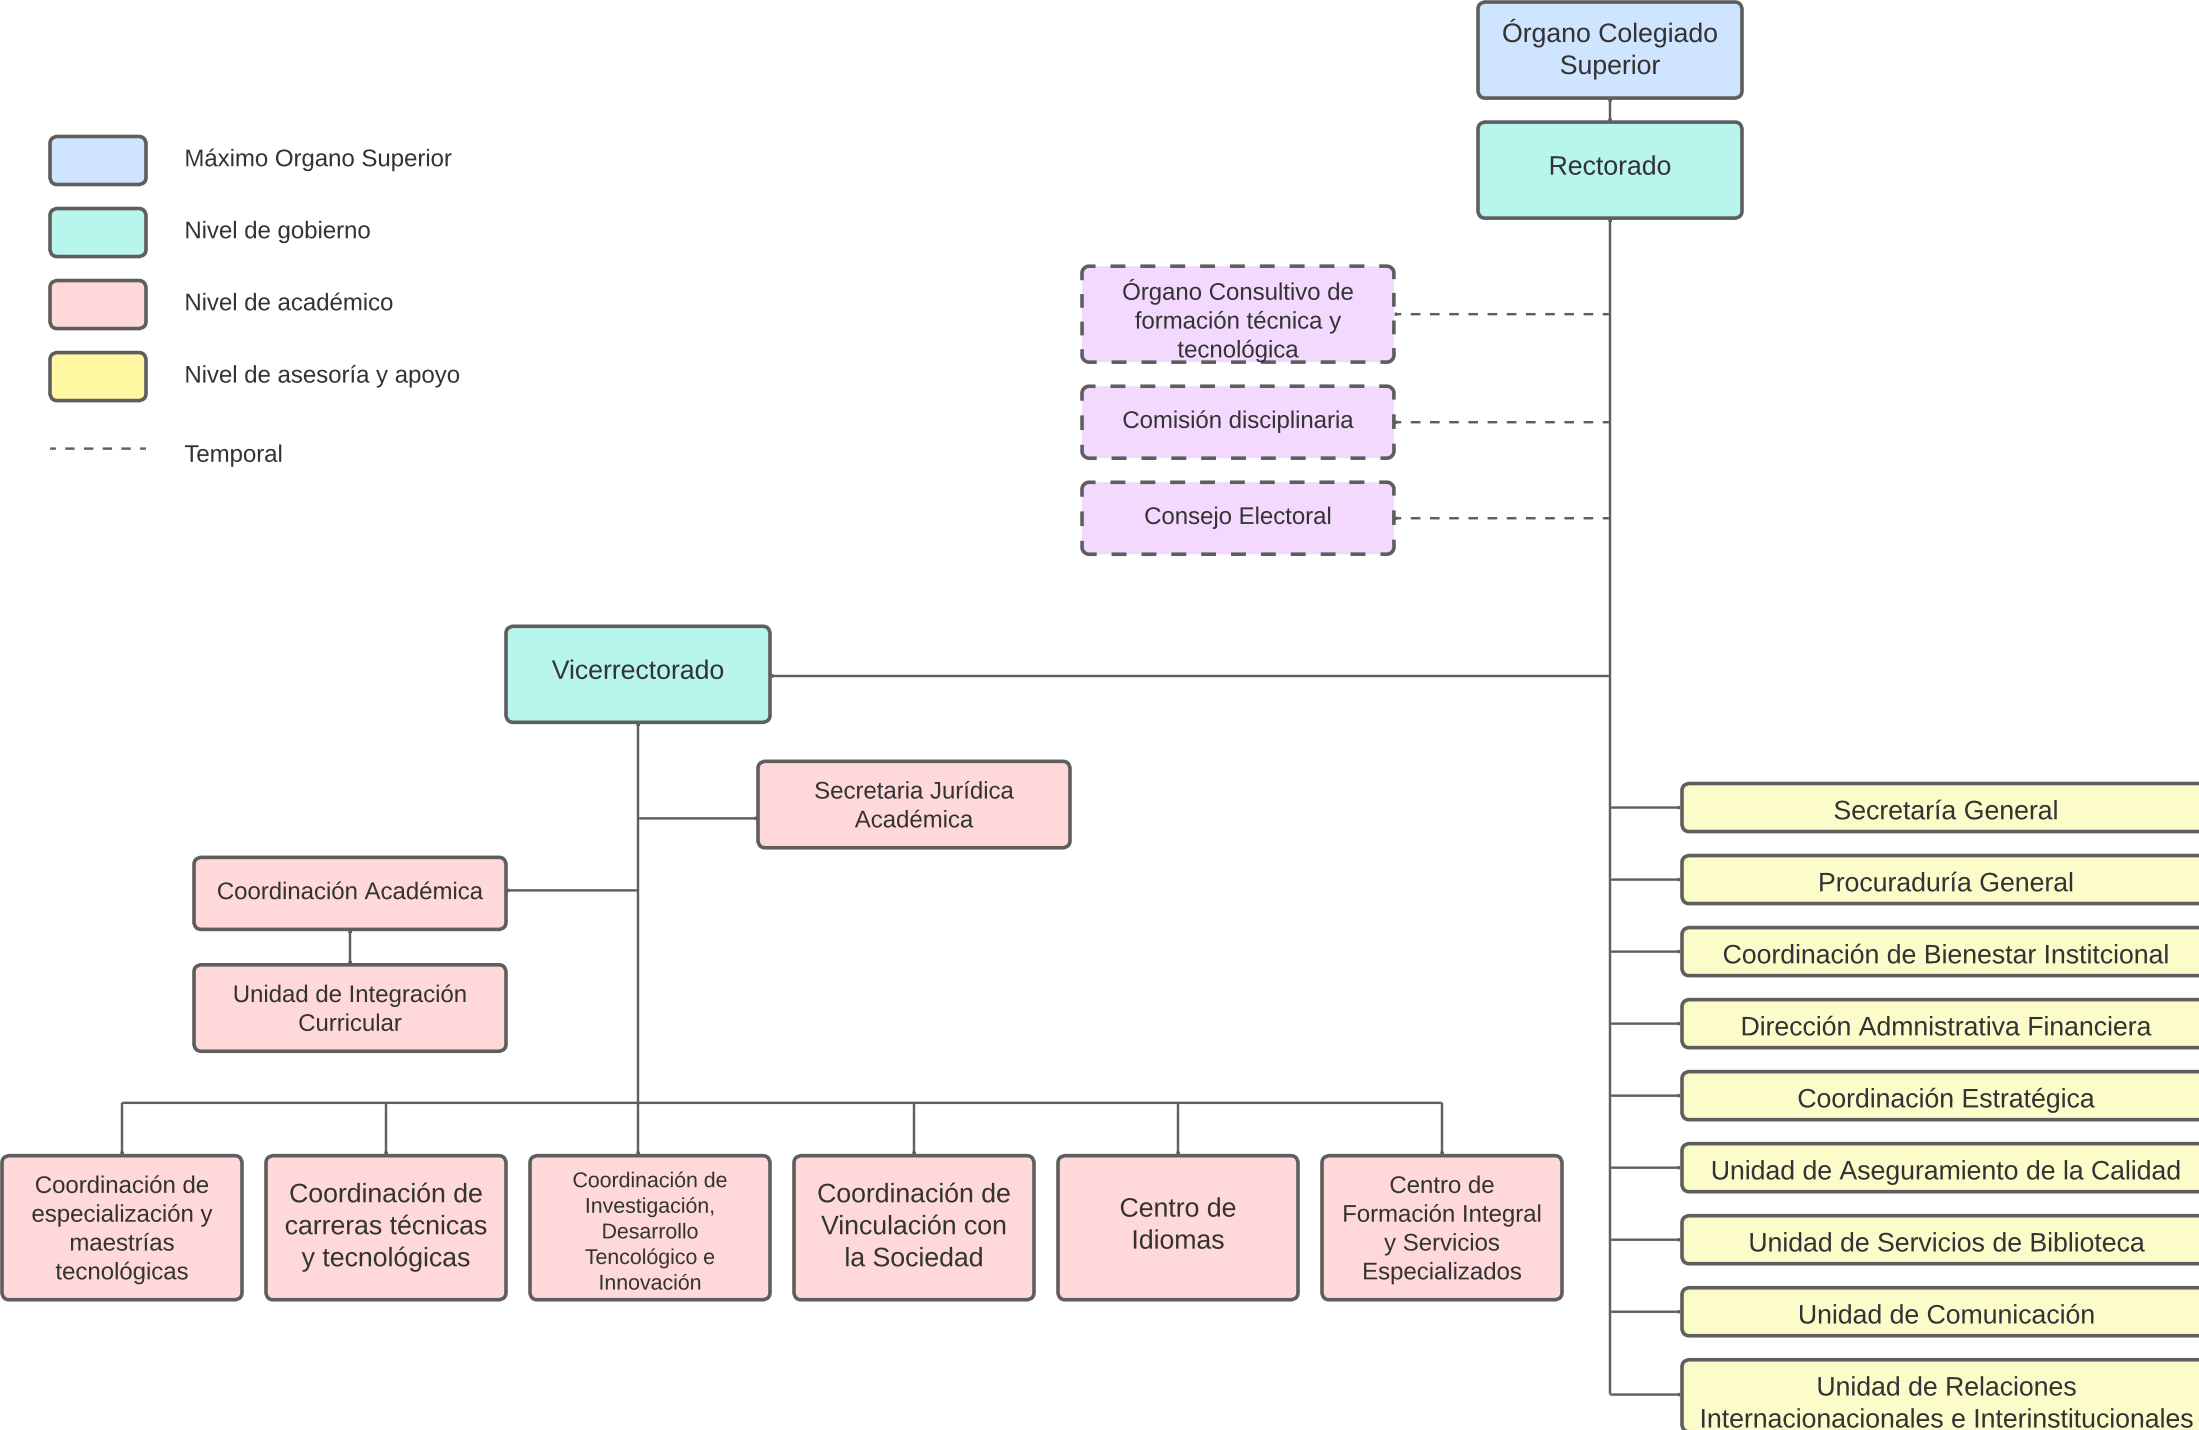 Órgano Colegiado
Superior
Rectorado
Máximo Organo Superior
Nivel de gobierno
Nivel de académico
Nivel de asesoría y apoyo
Temporal
Órgano Consultivo de
formación técnica y
tecnológica
Comisión disciplinaria
Consejo Electoral
Vicerrectorado
Secretaria Jurídica
Académica
Coordinación Académica
Unidad de Integración
Curricular
Coordinación de
especialización y
maestrías
tecnológicas
Coordinación de
carreras técnicas
y tecnológicas
Coordinación de
Investigación,
Desarrollo
Tencológico e
Innovación
Coordinación de
Vinculación con
la Sociedad
Centro de
Idiomas
Centro de
Formación Integral
y Servicios
Especializados
Secretaría General
Procuraduría General
Coordinación de Bienestar Institcional
Dirección Admnistrativa Financiera
Coordinación Estratégica
Unidad de Aseguramiento de la Calidad
Unidad de Servicios de Biblioteca
Unidad de Comunicación
Unidad de Relaciones
Internacionacionales e Interinstitucionales